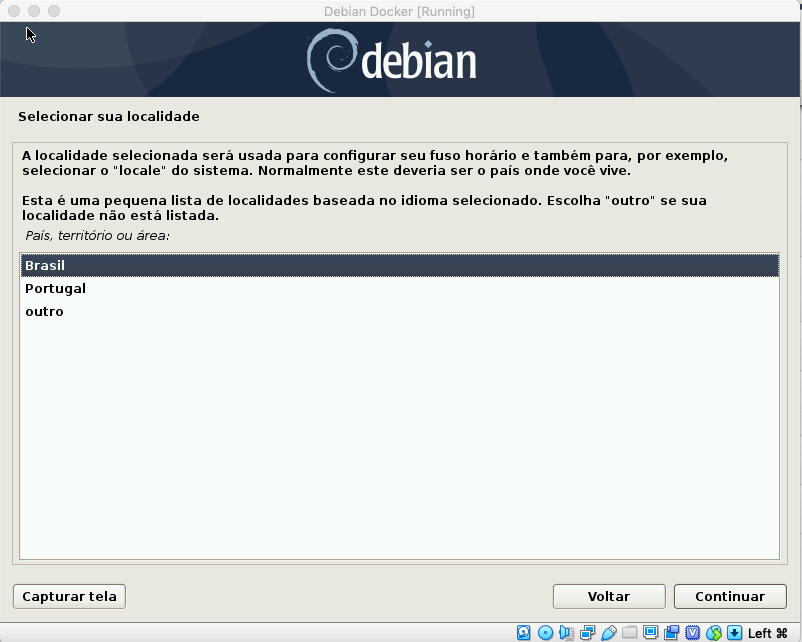 Debian Docker [Running]
debian
Selecionar sua localidade
A localidade selecionada será usada para configurar seu fuso horário e também para, por exemplo,
selecionar o "locale" do sistema. Normalmente este deveria ser o país onde você vive.
Esta é uma pequena lista de localidades baseada no idioma selecionado. Escolha "outro" se sua
localidade não está listada.
País, território ou área:
Brasil
Portugal
outro
Capturar tela
Voltar
Continuar
Left ⌘